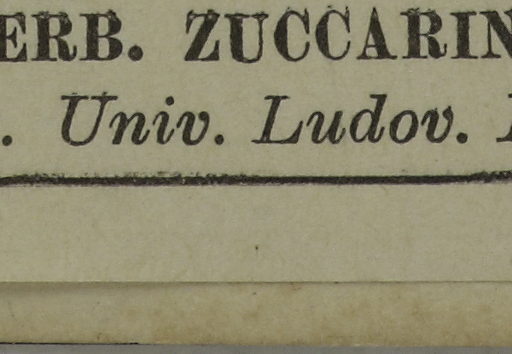 ERB. ZUCCARIN
. Univ. Ludov.